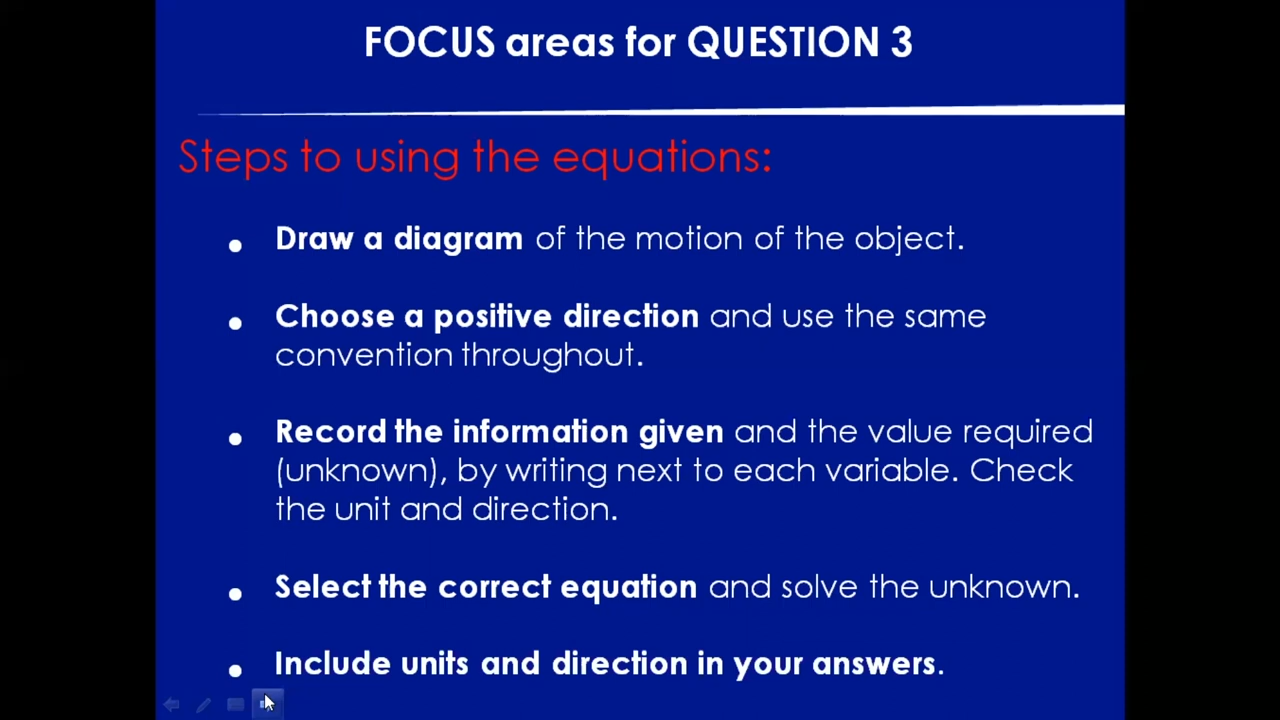 FOCUS areas for QUESTION 3
Steps to using the equations:
• Draw a diagram of the motion of the object.
• Choose a positive direction and use the same
convention throughout.
• Record the information given and the value required
(unknown), by writing next to each variable. Check
the unit and direction.
• Select the correct equation and solve the unknown.
• Include units and direction in your answers.